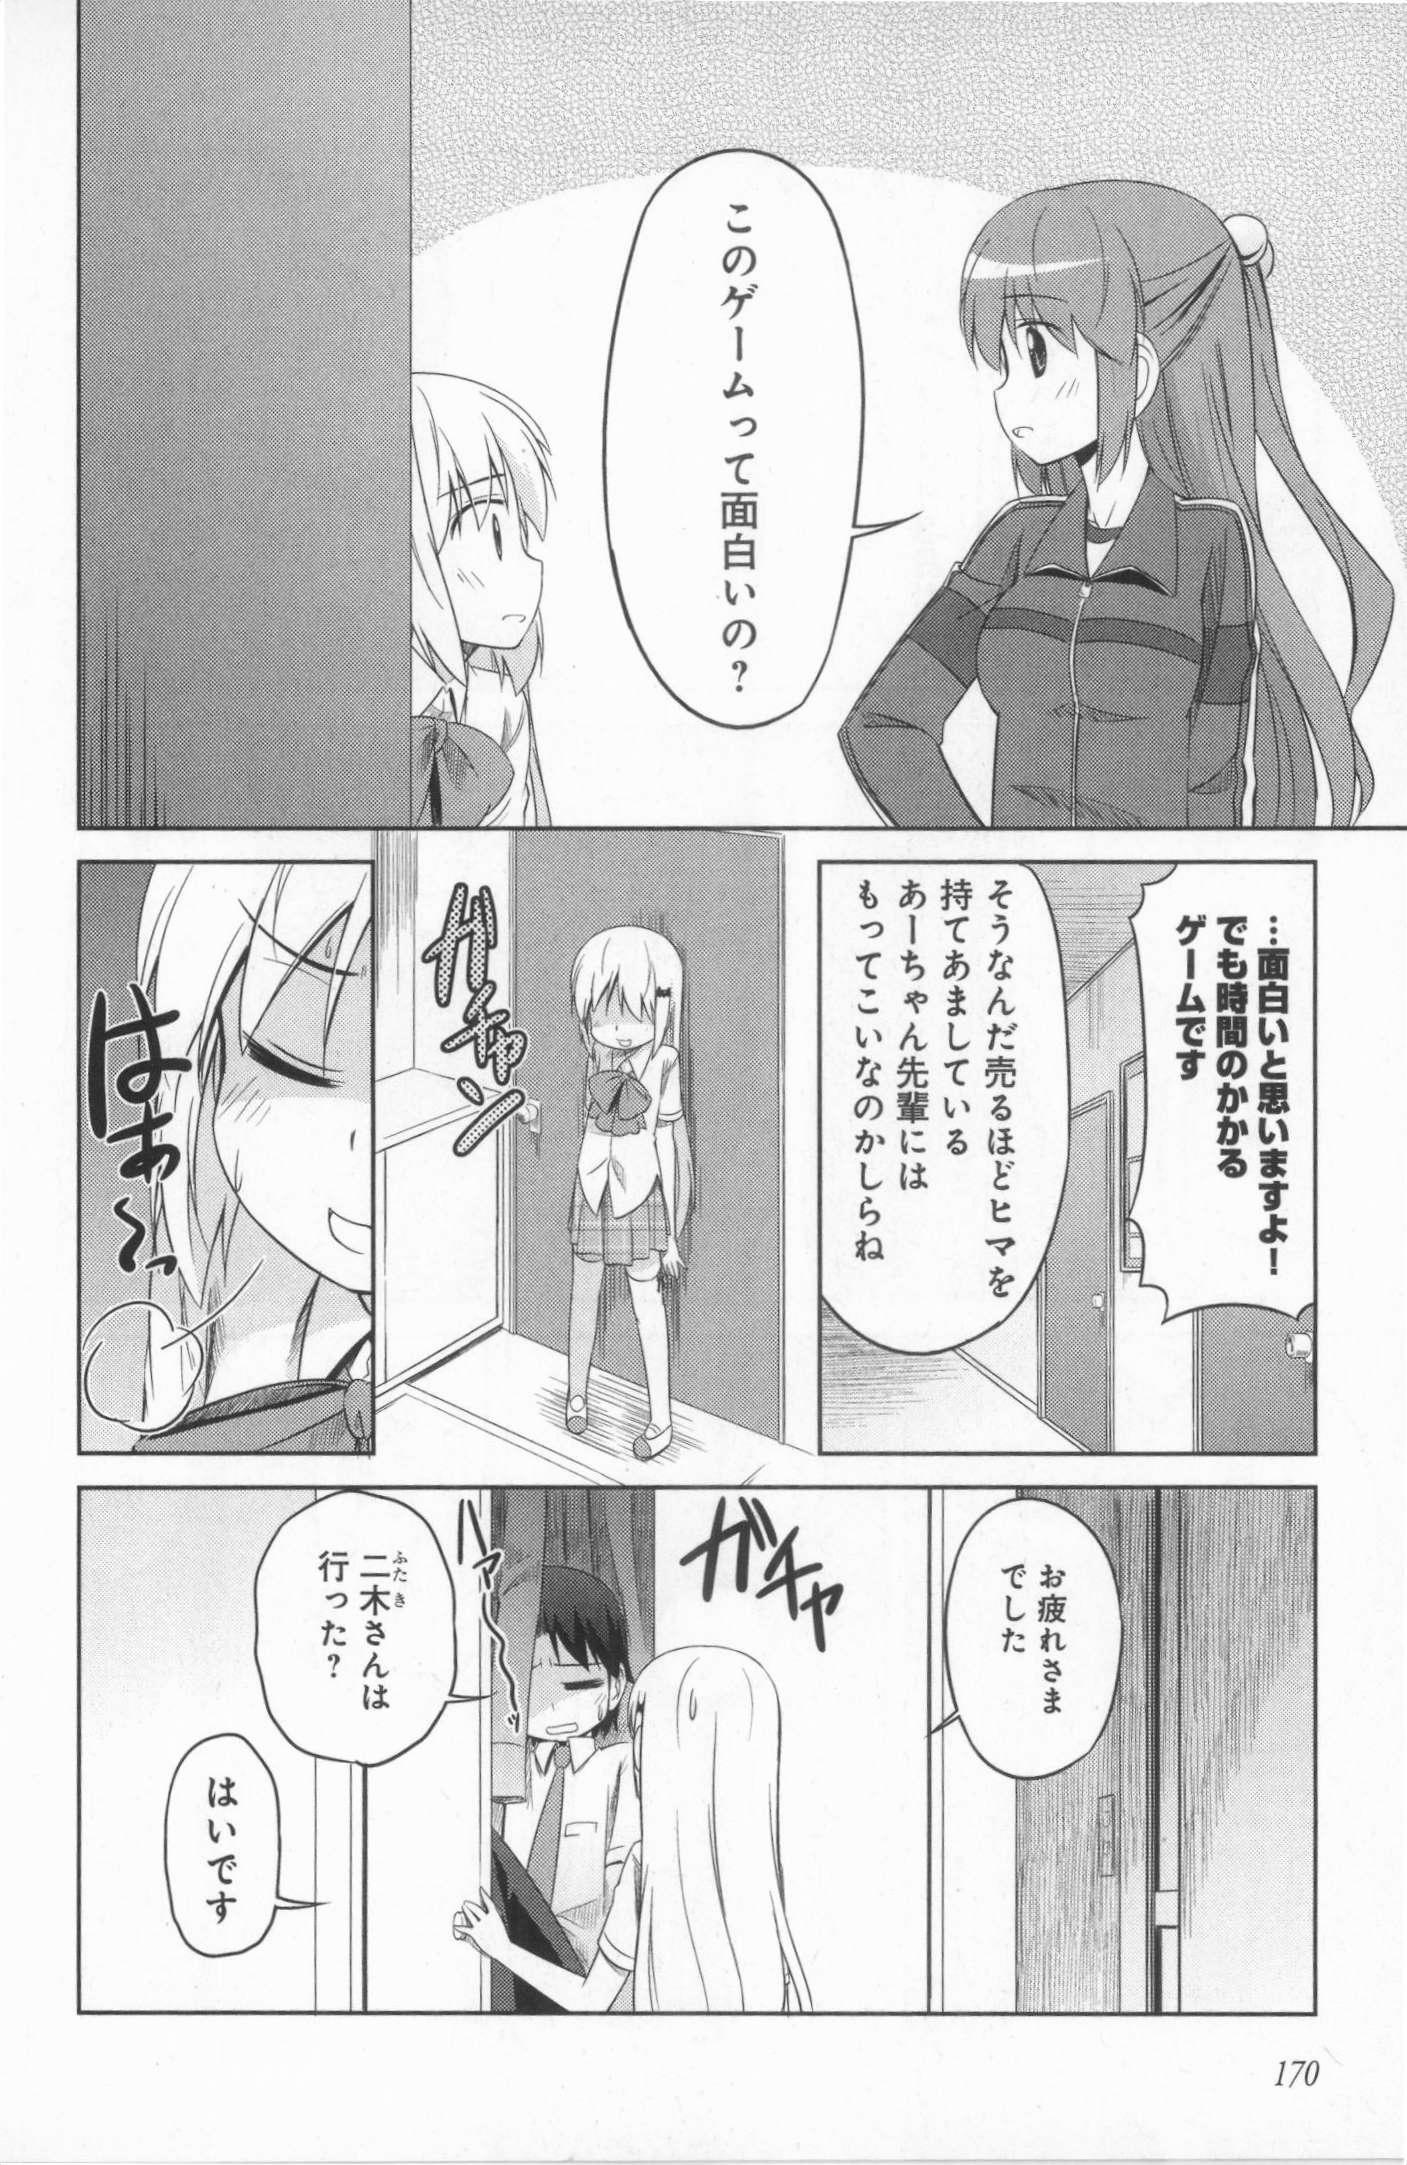 このゲームって面白いの？
…面白いと思いますよ！
でも時間のかかる
ゲームです
そうなんだ売るほどヒマを
持てあましている
あーちゃん先輩には
もってこいなのかしらね
ガチャン
はぁ〜っ
お疲れさま
でした
ガチャ
ハァァッ
二木さんは
ふたき
行った？
はいです
170